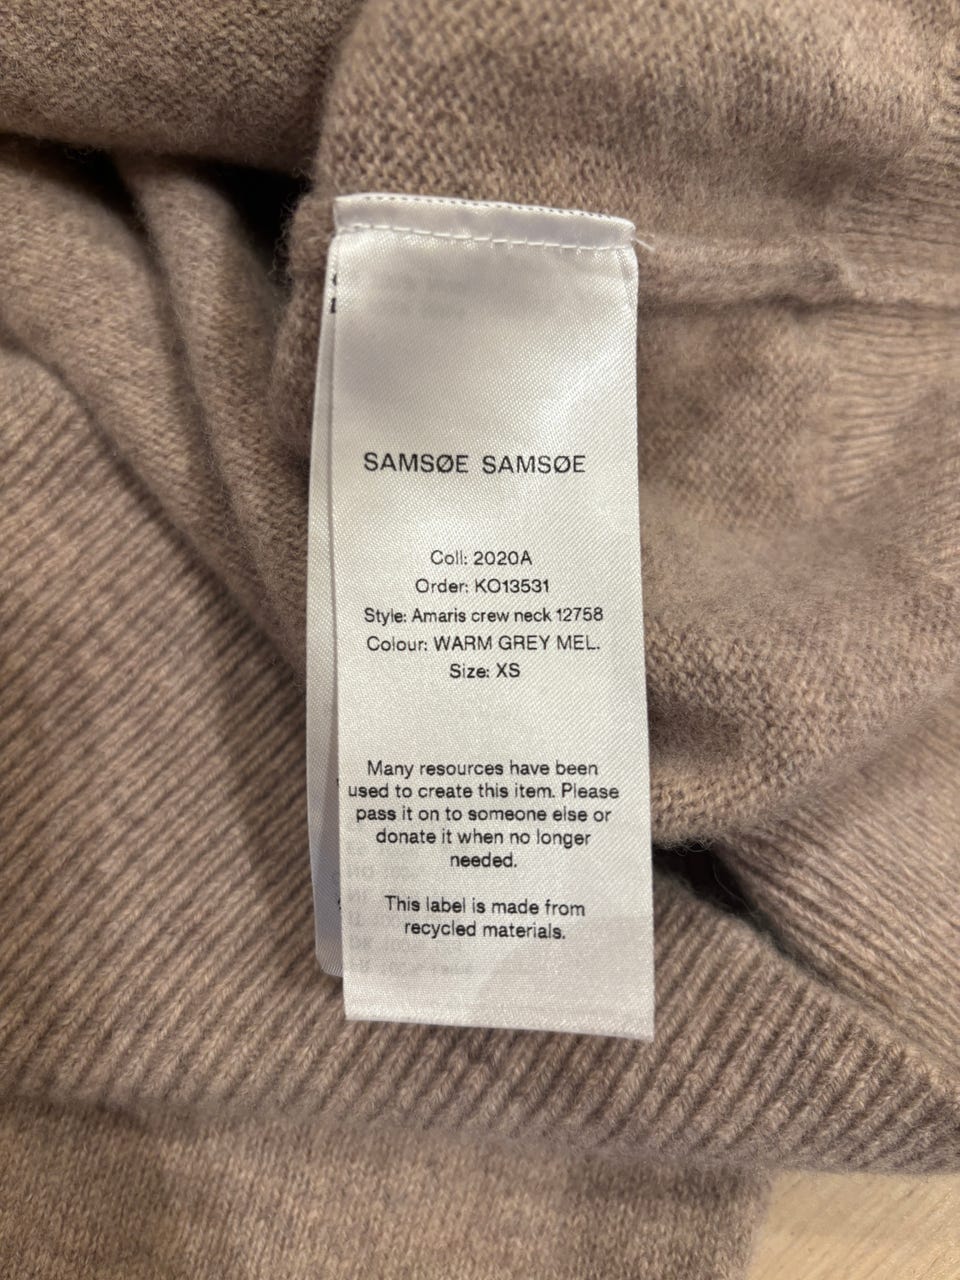 SAMSØE SAMSØE
Coll: 2020A
Order: KO13531
Style: Amaris crew neck 12758
Colour: WARM GREY MEL.
Size: XS
Many resources have been
used to create this item. Please
pass it on to someone else or
donate it when no longer
needed.
This label is made from
recycled materials.